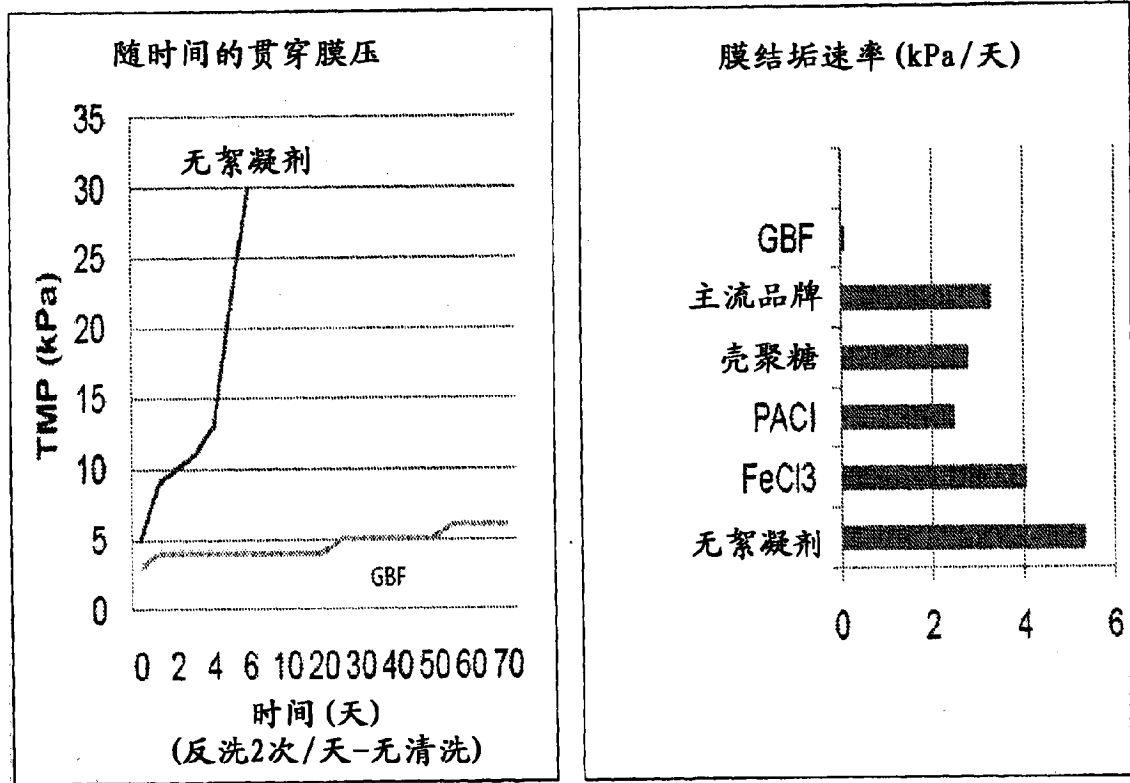 随时间的贯穿膜压
35
30
25
20
15
10
5
0
TMP (kPa)
无絮凝剂
GBF
0 2 4 6 10 20 30 40 50 60 70
时间(天)
(反洗2次/天-无清洗)
膜结垢速率(kPa/天)
GBF
主流品牌
壳聚糖
PACl
FeCl3
无絮凝剂
0 2 4 6